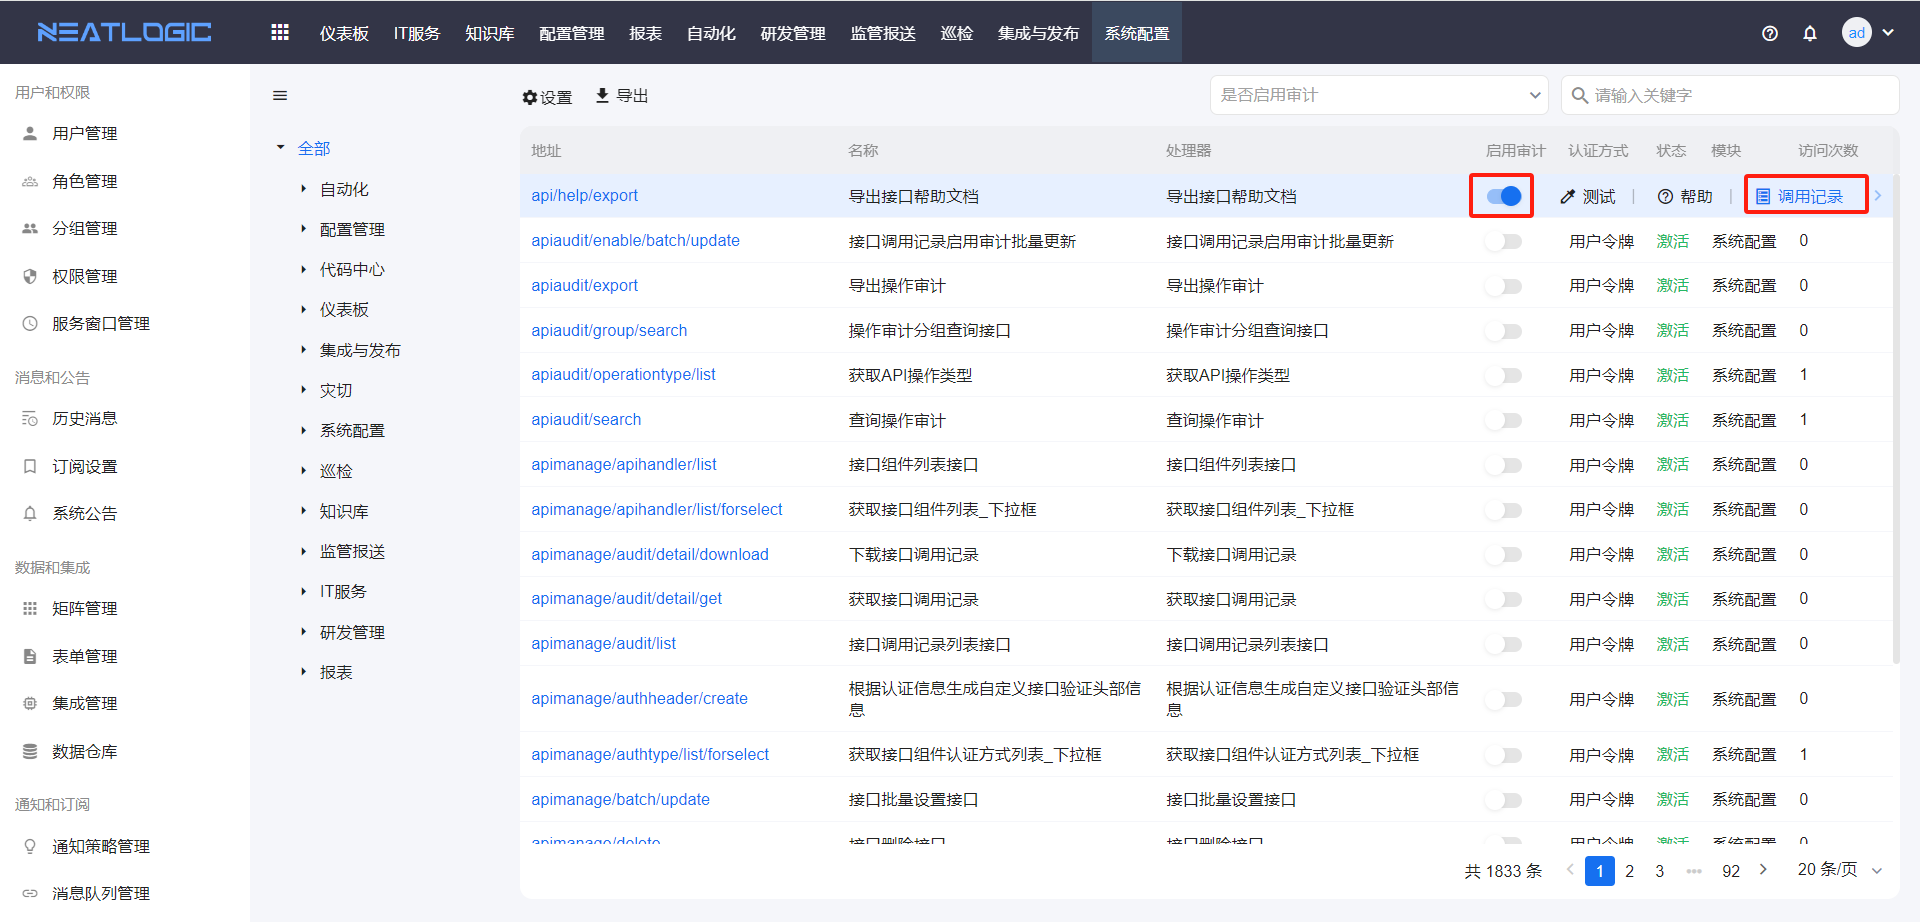 NEATLOGIC
仪表板 IT服务 知识库 配置管理 报表 自动化 研发管理 监管报送 巡检 集成与发布 系统配置
ad
用户和权限
用户管理
角色管理
分组管理
权限管理
服务窗口管理
消息和公告
历史消息
订阅设置
系统公告
数据和集成
矩阵管理
表单管理
集成管理
数据仓库
通知和订阅
通知策略管理
消息队列管理
全部
自动化
配置管理
代码中心
仪表板
集成与发布
灾切
系统配置
巡检
知识库
监管报送
IT服务
研发管理
报表
设置 导出 是否启用审计 请输入关键字
地址 名称 处理器 启用审计 认证方式 状态 模块 访问次数
api/help/export 导出接口帮助文档 导出接口帮助文档 测试 | 帮助 | 调用记录
apiaudit/enable/batch/update 接口调用记录启用审计批量更新 接口调用记录启用审计批量更新 用户令牌 激活 系统配置 0
apiaudit/export 导出操作审计 导出操作审计 用户令牌 激活 系统配置 0
apiaudit/group/search 操作审计分组查询接口 操作审计分组查询接口 用户令牌 激活 系统配置 0
apiaudit/operationtype/list 获取API操作类型 获取API操作类型 用户令牌 激活 系统配置 1
apiaudit/search 查询操作审计 查询操作审计 用户令牌 激活 系统配置 1
apimanage/apihandler/list 接口组件列表接口 接口组件列表接口 用户令牌 激活 系统配置 0
apimanage/apihandler/list/forselect 获取接口组件列表_下拉框 获取接口组件列表_下拉框 用户令牌 激活 系统配置 0
apimanage/audit/detail/download 下载接口调用记录 下载接口调用记录 用户令牌 激活 系统配置 0
apimanage/audit/detail/get 获取接口调用记录 获取接口调用记录 用户令牌 激活 系统配置 0
apimanage/audit/list 接口调用记录列表接口 接口调用记录列表接口 用户令牌 激活 系统配置 0
apimanage/authheader/create 根据认证信息生成自定义接口验证头部信息 根据认证信息生成自定义接口验证头部信息 用户令牌 激活 系统配置 0
apimanage/authtype/list/forselect 获取接口组件认证方式列表_下拉框 获取接口组件认证方式列表_下拉框 用户令牌 激活 系统配置 1
apimanage/batch/update 接口批量设置接口 接口批量设置接口 用户令牌 激活 系统配置 0
apimanage/delete 接口删除接口 接口删除接口 用户令牌 激活 系统配置 0
共 1833 条 1 2 3 ••• 92 20 条/页